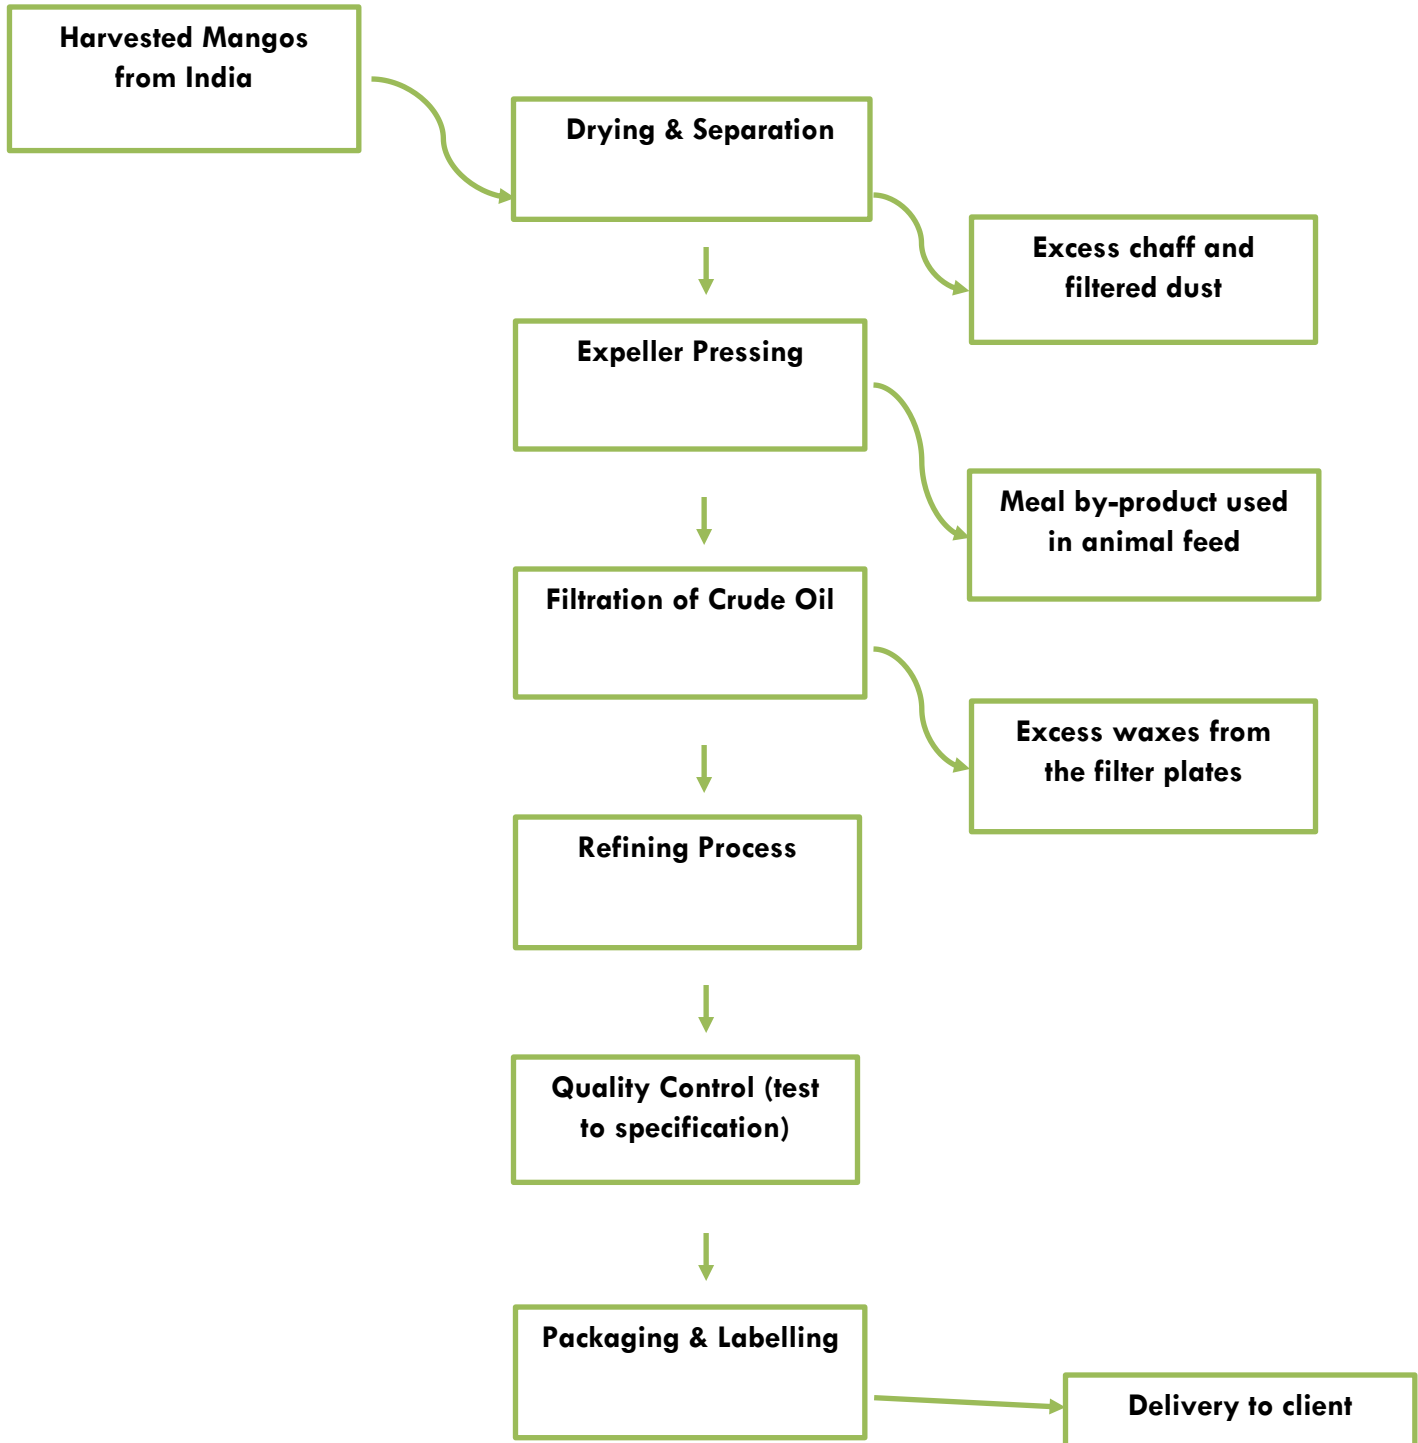 Harvested Mangos
from India
Drying & Separation
Excess chaff and
filtered dust
Expeller Pressing
Meal by-product used
in animal feed
Filtration of Crude Oil
Excess waxes from
the filter plates
Refining Process
Quality Control (test
to specification)
Packaging & Labelling
Delivery to client